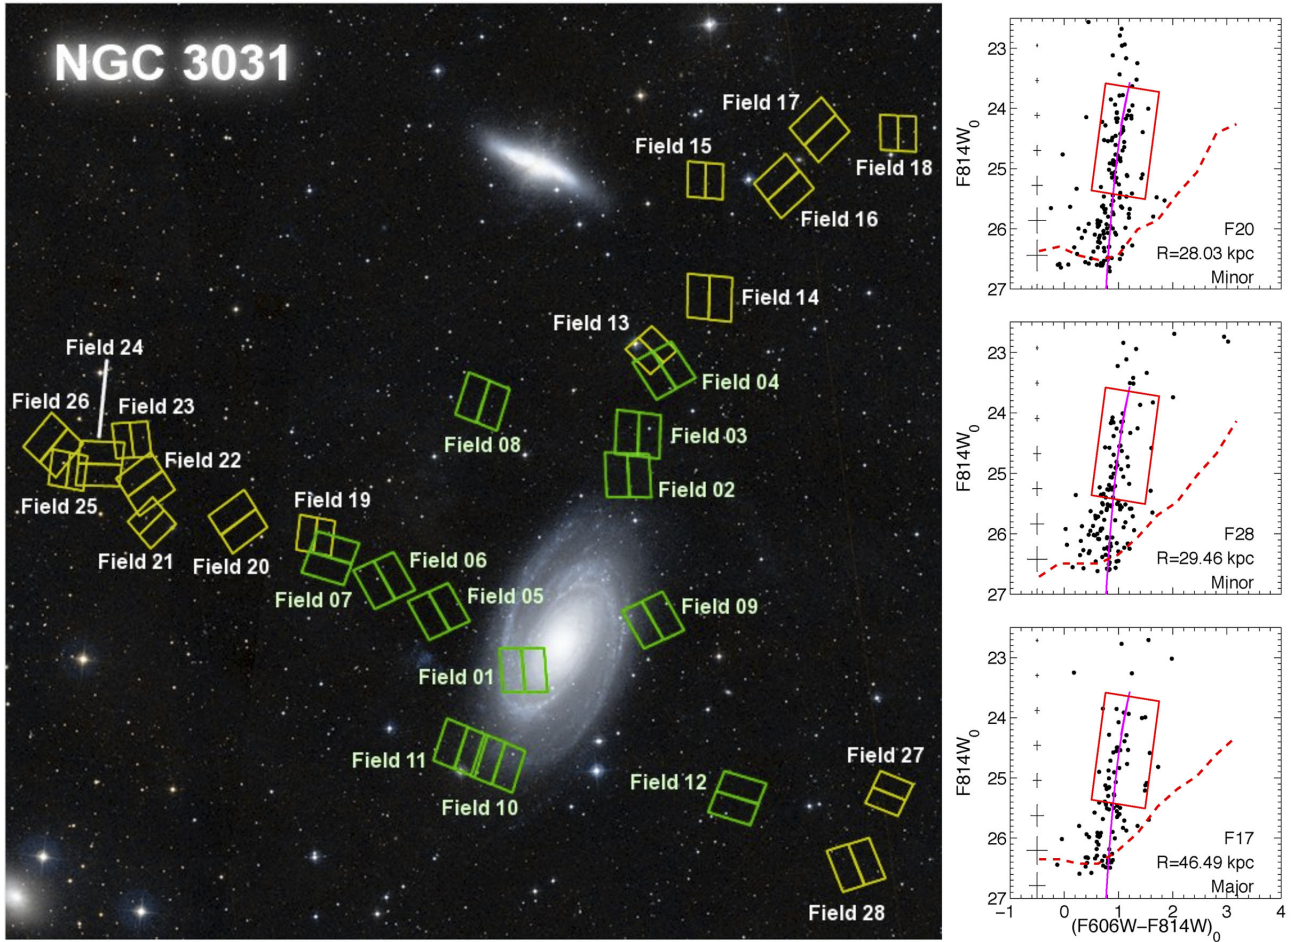 NGC 3031
Field 17
Field 15
Field 18
Field 16
Field 14
Field 13
Field 24
Field 04
Field 26
Field 23
Field 08
Field 03
Field 22
Field 02
Field 25
Field 19
Field 21
Field 20
Field 06
Field 07
Field 05
Field 09
Field 01
Field 11
Field 27
Field 12
Field 10
Field 28
23
24
25
26
27
F814W0
F20
R=28.03 kpc
Minor
23
24
25
26
27
F814W0
F28
R=29.46 kpc
Minor
23
24
25
26
27
F814W0
F17
R=46.49 kpc
Major
−1 0 1 2 3 4
(F606W−F814W)0